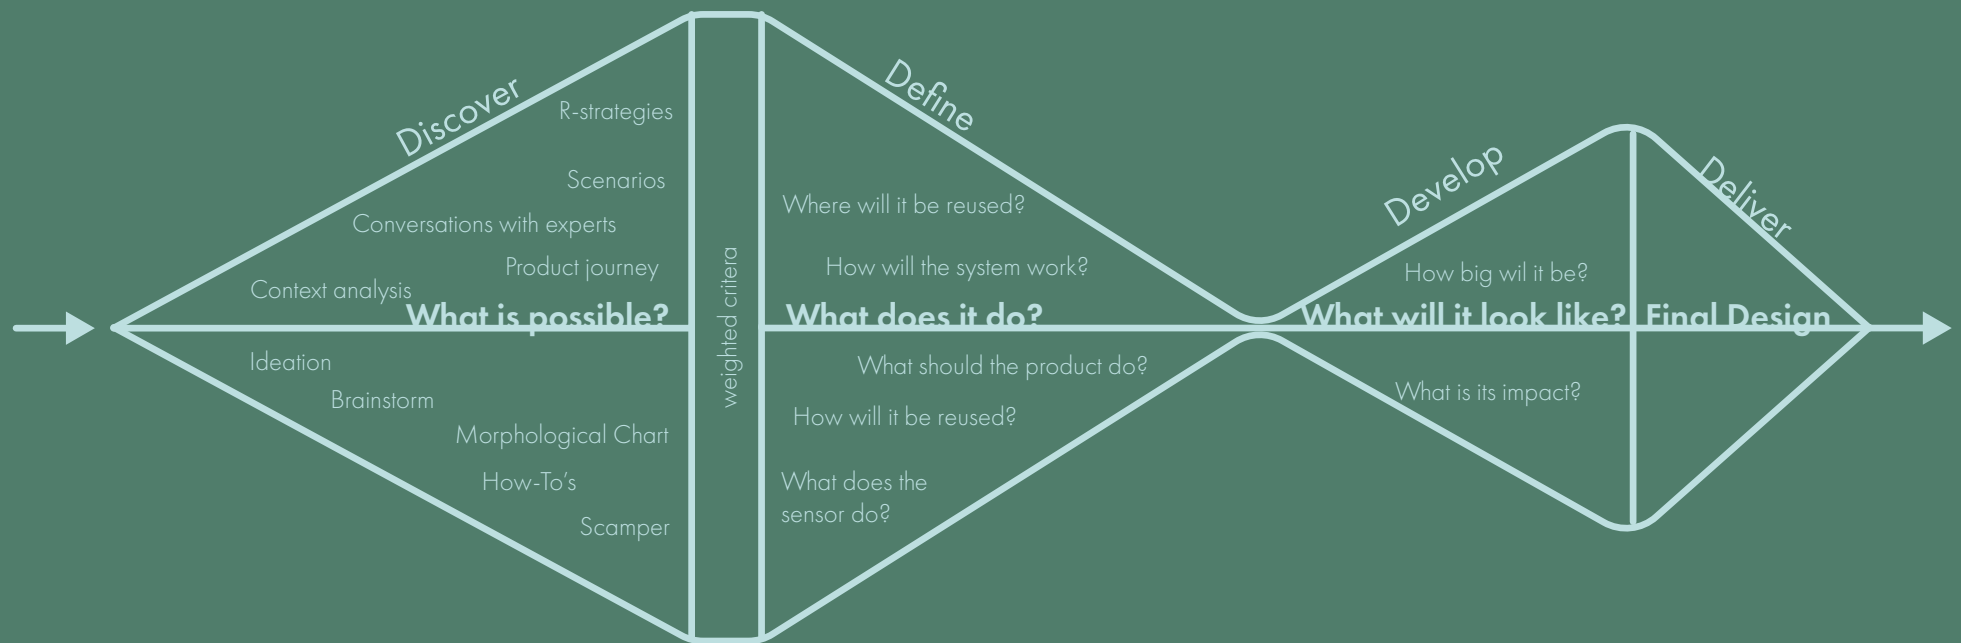 Discover
R-strategies
Scenarios
Conversations with experts
Product journey
Context analysis
What is possible?
Ideation
Brainstorm
Morphological Chart
How-To's
Scamper
weighted critera
Define
Where will it be reused?
How will the system work?
What does it do?
What should the product do?
How will it be reused?
What does the
sensor do?
Develop
How big wil it be?
What will it look like?
What is its impact?
Deliver
Final Design